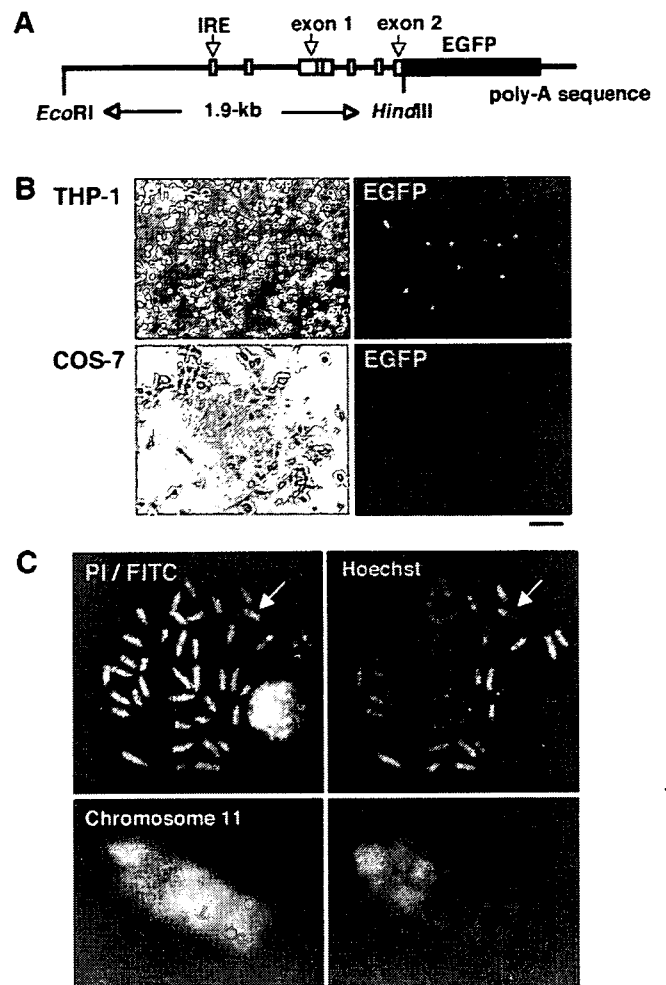 A
IRE exon 1 exon 2
EGFP
EcoRI 1.9-kb HindIII poly-A sequence
B
THP-1 EGFP
COS-7 EGFP
C
PI / FITC Hoechst
Chromosome 11